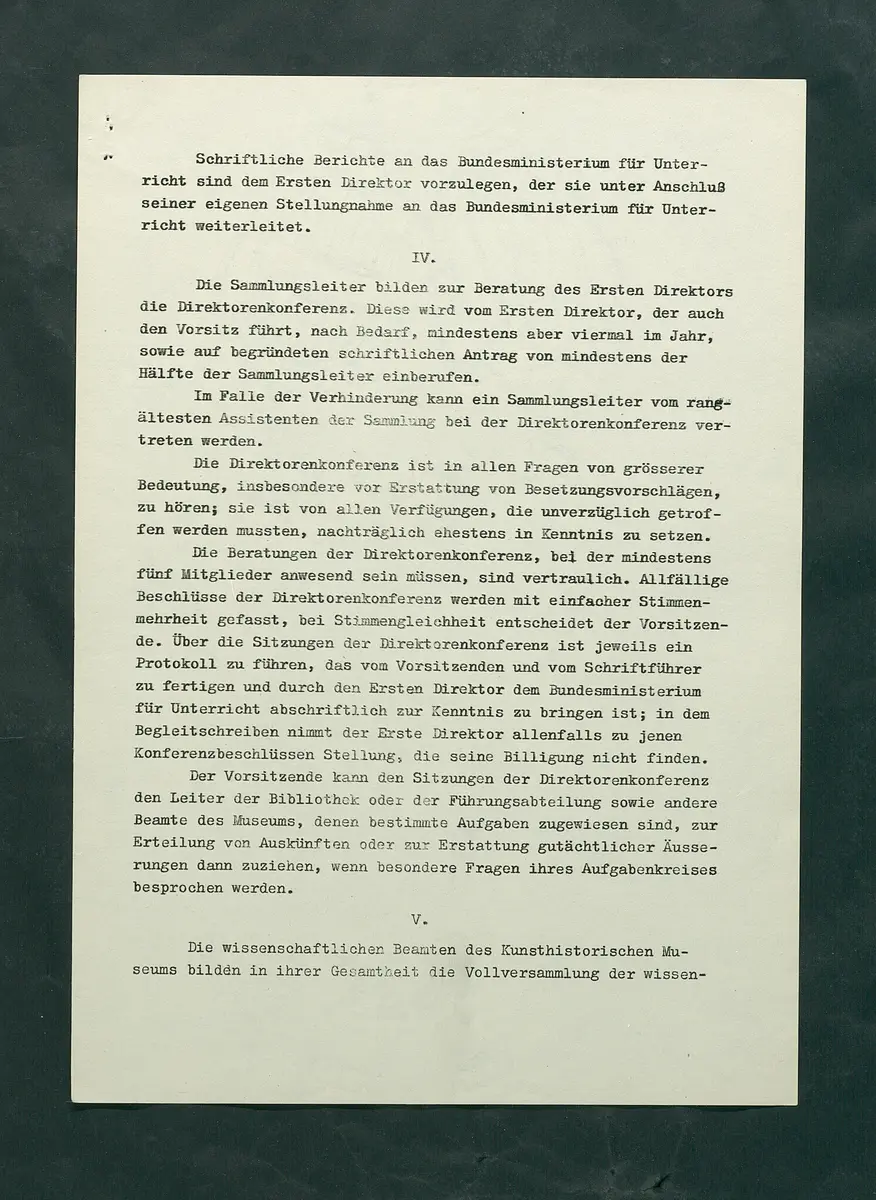 Schriftliche Berichte an das Bundesministerium für Unter-
richt sind dem Ersten Direktor vorzulegen, der sie unter Anschluß
seiner eigenen Stellungnahme an das Bundesministerium für Unter-
richt weiterleitet.
IV.
Die Sammlungsleiter bilden zur Beratung des Ersten Direktors
die Direktorenkonferenz. Diese wird vom Ersten Direktor, der auch
den Vorsitz führt, nach Bedarf, mindestens aber viermal im Jahr,
sowie auf begründeten schriftlichen Antrag von mindestens der
Hälfte der Sammlungsleiter einberufen.
Im Falle der Verhinderung kann ein Sammlungsleiter vom rang-
ältesten Assistenten der Sammlung bei der Direktorenkonferenz ver-
treten werden.
Die Direktorenkonferenz ist in allen Fragen von grösserer
Bedeutung, insbesondere vor Erstattung von Besetzungsvorschlägen,
zu hören; sie ist von allen Verfügungen, die unverzüglich getrof-
fen werden mussten, nachträglich ehestens in Kenntnis zu setzen.
Die Beratungen der Direktorenkonferenz, bei der mindestens
fünf Mitglieder anwesend sein müssen, sind vertraulich. Allfällige
Beschlüsse der Direktorenkonferenz werden mit einfacher Stimmen-
mehrheit gefasst, bei Stimmengleichheit entscheidet der Vorsitzen-
de. Über die Sitzungen der Direktorenkonferenz ist jeweils ein
Protokoll zu führen, das vom Vorsitzenden und vom Schriftführer
zu fertigen und durch den Ersten Direktor dem Bundesministerium
für Unterricht abschriftlich zur Kenntnis zu bringen ist; in dem
Begleitschreiben nimmt der Erste Direktor allenfalls zu jenen
Konferenzbeschlüssen Stellung, die seine Billigung nicht finden.
Der Vorsitzende kann den Sitzungen der Direktorenkonferenz
den Leiter der Bibliothek oder der Führungsabteilung sowie andere
Beamte des Museums, denen bestimmte Aufgaben zugewiesen sind, zur
Erteilung von Auskünften oder zur Erstattung gutächtlicher Äusse-
rungen dann zuziehen, wenn besondere Fragen ihres Aufgabenkreises
besprochen werden.
V.
Die wissenschaftlichen Beamten des Kunsthistorischen Mu-
seums bilden in ihrer Gesamtheit die Vollversammlung der wissen-